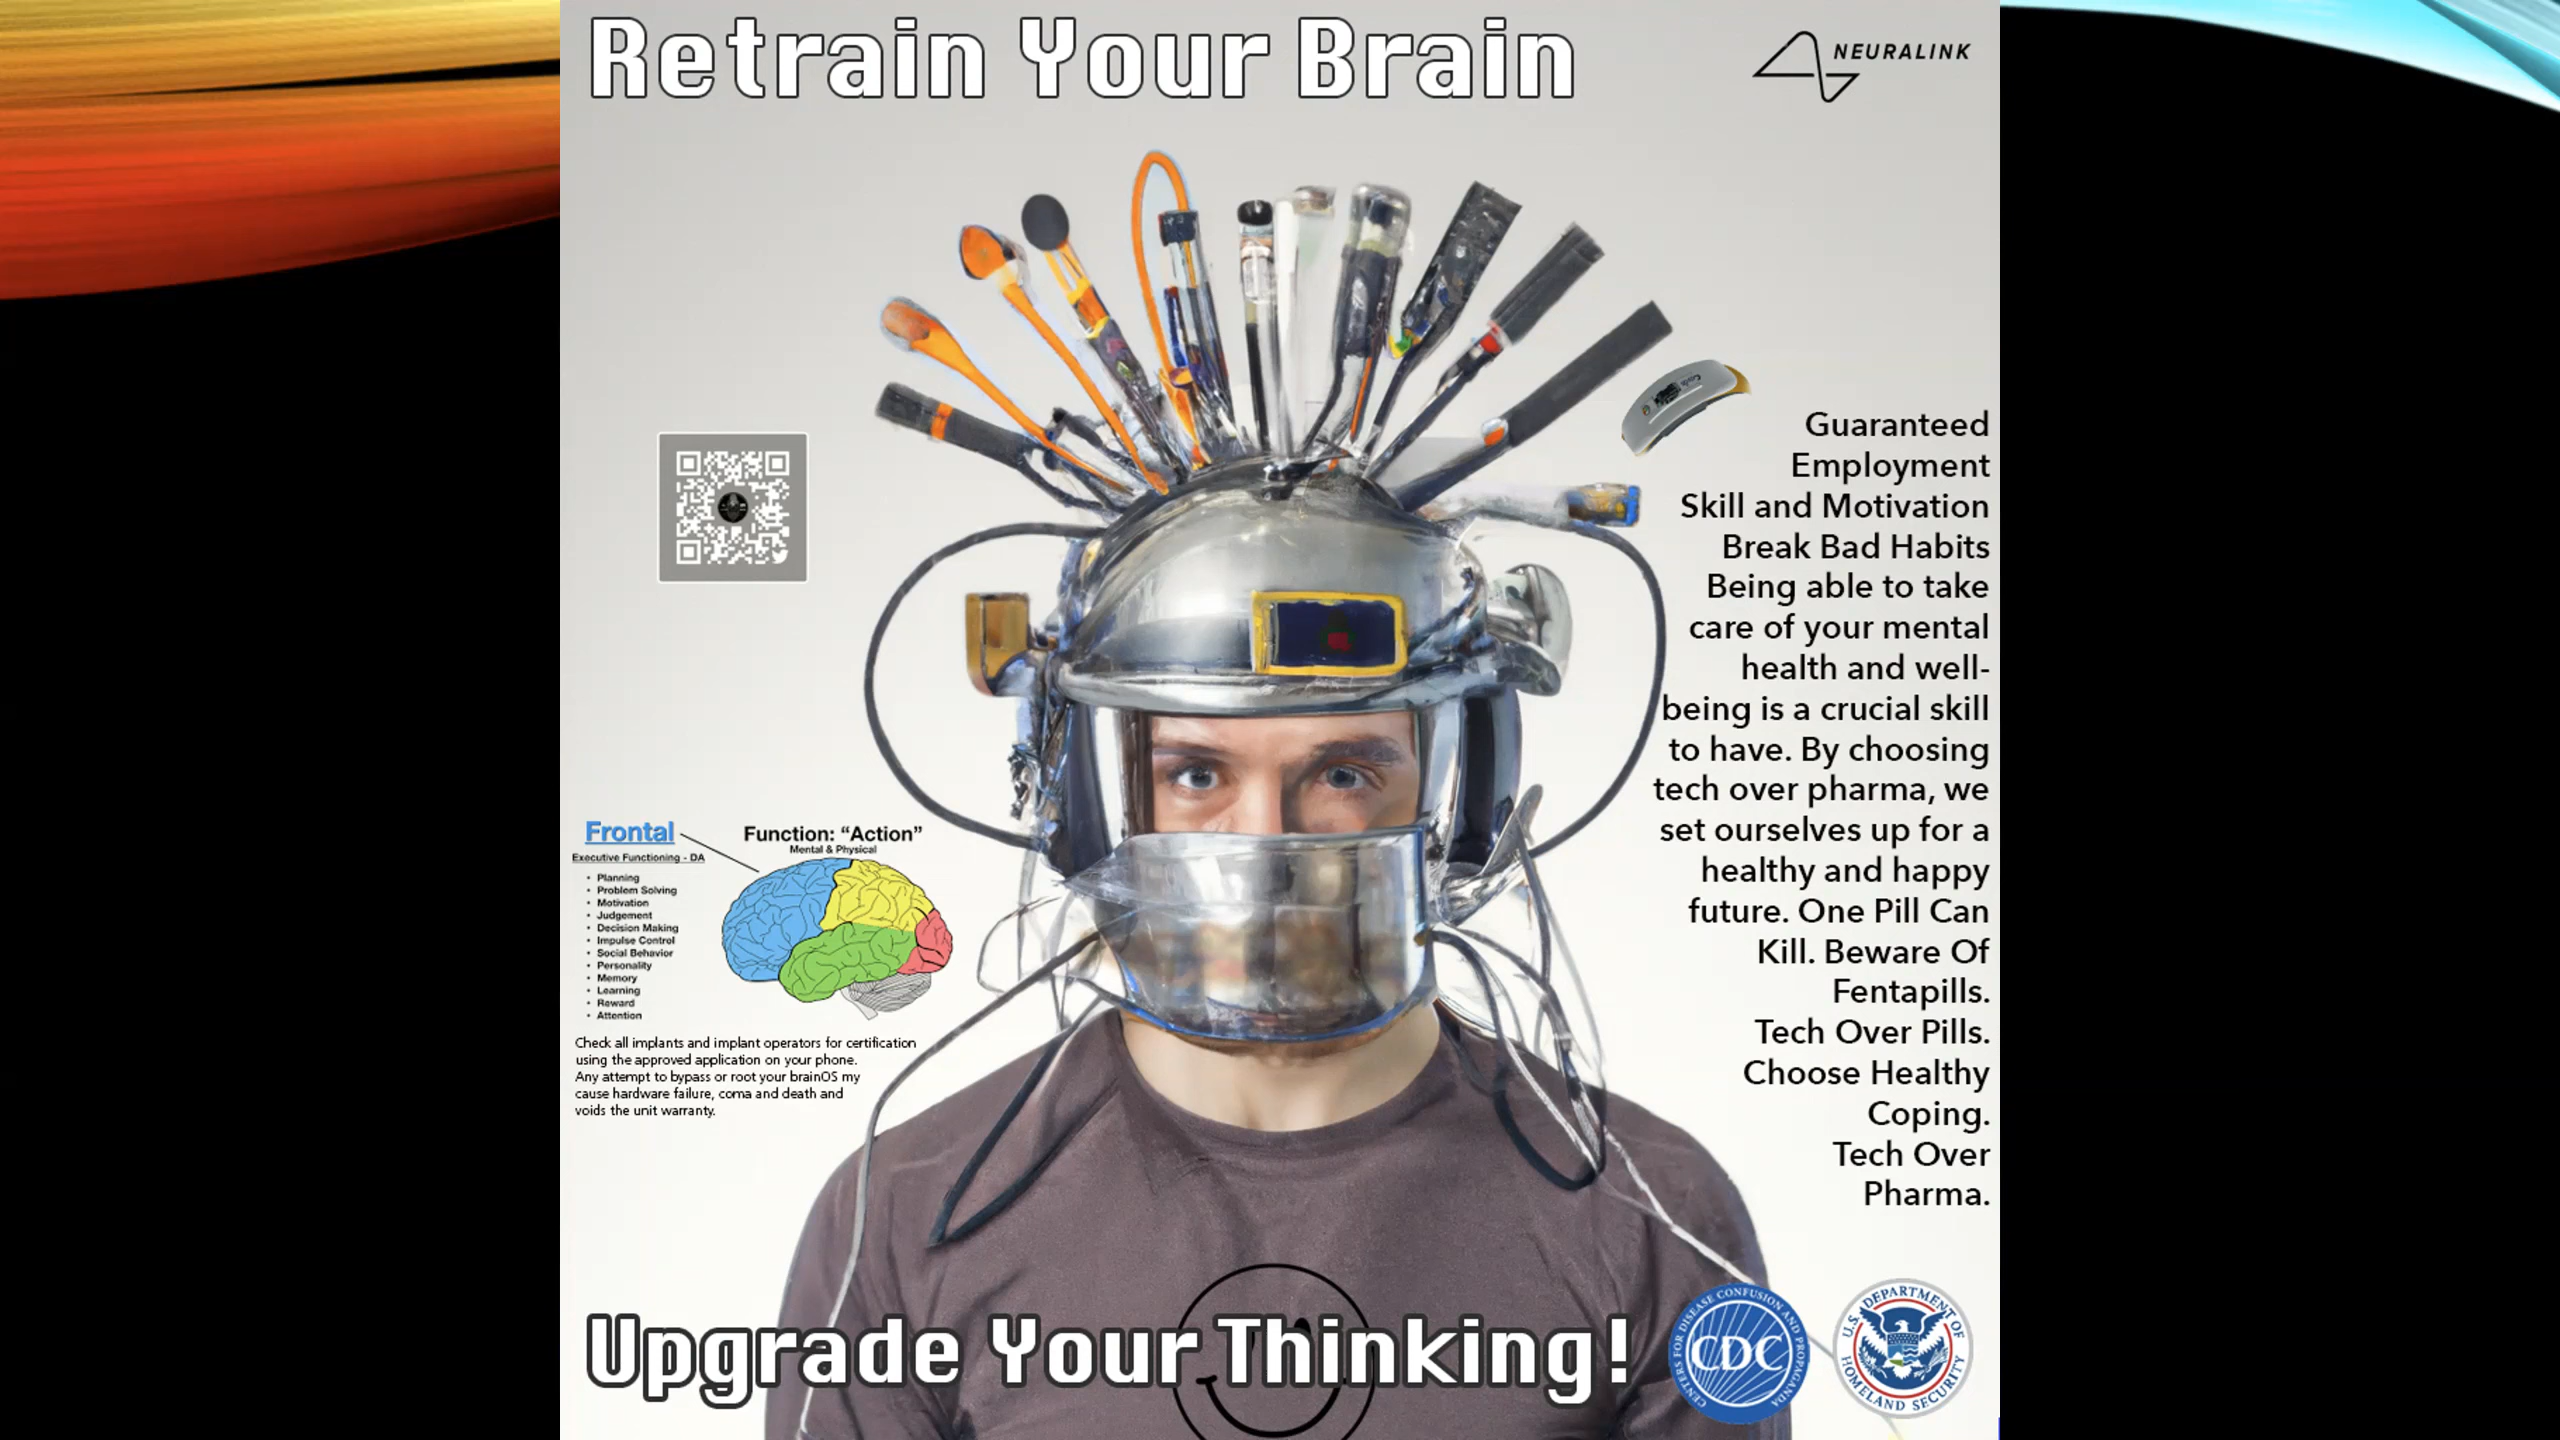 Retrain Your Brain
NEURALINK
Guaranteed
Employment
Skill and Motivation
Break Bad Habits
Being able to take
care of your mental
health and well-
being is a crucial skill
to have. By choosing
tech over pharma, we
set ourselves up for a
healthy and happy
future. One Pill Can
Kill. Beware Of
Fentapills.
Tech Over Pills.
Choose Healthy
Coping.
Tech Over
Pharma.
Frontal
Executive Functioning - DA
• Planning
• Problem Solving
• Motivation
• Judgement
• Decision Making
• Impulse Control
• Social Behavior
• Personality
• Memory
• Learning
• Reward
• Attention
Function: “Action”
Mental & Physical
Check all implants and implant operators for certification
using the approved application on your phone.
Any attempt to bypass or root your brainOS my
cause hardware failure, coma and death and
voids the unit warranty.
Upgrade Your Thinking!
CENTERS FOR DISEASE CONFUSION AND PROPAGANDA
CDC
U.S. DEPARTMENT OF
HOMELAND SECURITY